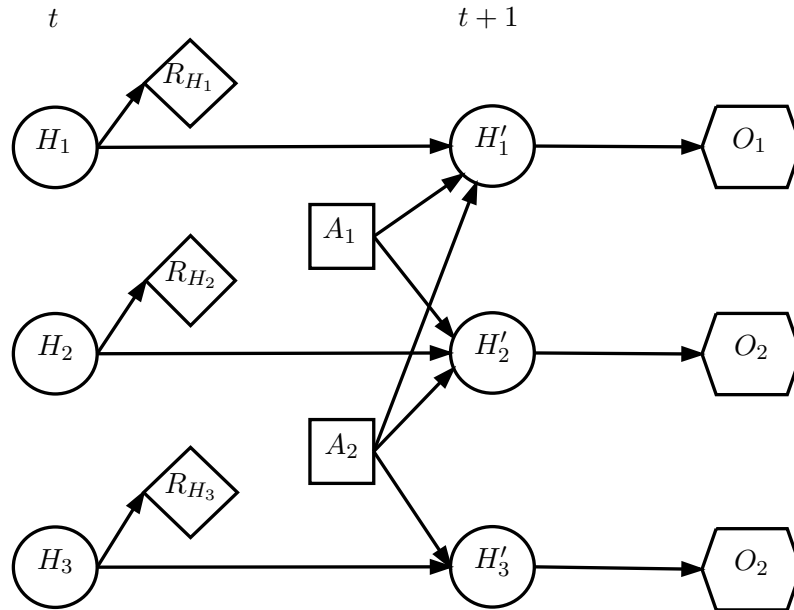 t t + 1
R_{H_1}
H_1 H'_1 O_1
A_1
R_{H_2}
H_2 H'_2 O_2
A_2
R_{H_3}
H_3 H'_3 O_2